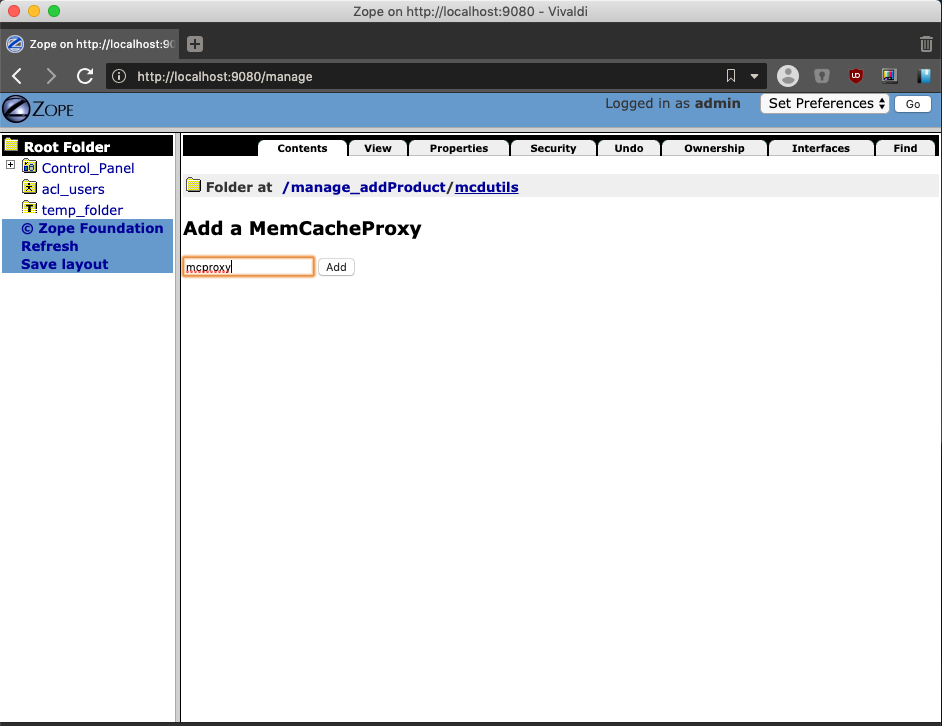 Zope on http://localhost:9080 - Vivaldi
Zope on http://localhost:90
http://localhost:9080/manage
ZOPE
Logged in as admin
Set Preferences
Go
Root Folder
Control_Panel
acl_users
temp_folder
© Zope Foundation
Refresh
Save layout
Contents View Properties Security Undo Ownership Interfaces Find
Folder at /manage_addProduct/mcdutils
Add a MemCacheProxy
mcproxy Add